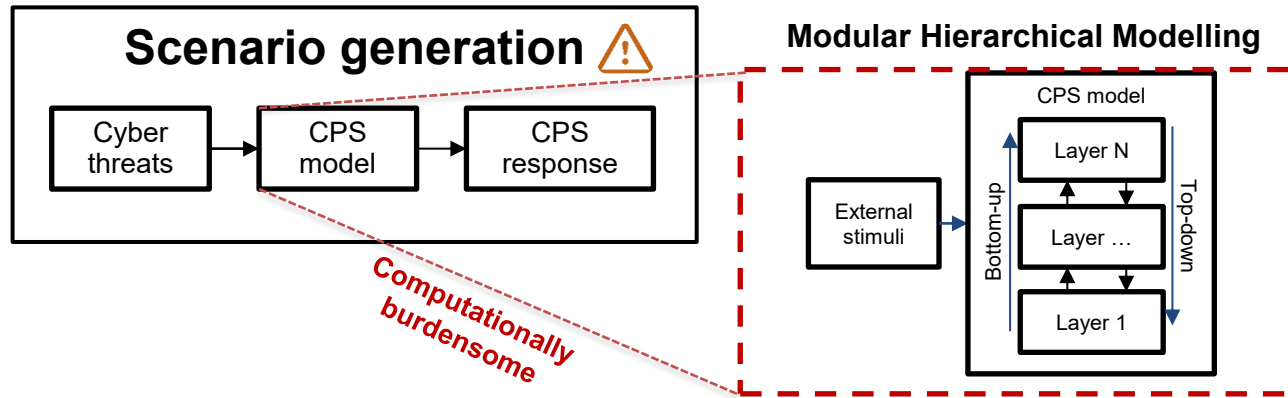 Scenario generation
Cyber
threats
CPS
model
CPS
response
Computationally
burdensome
Modular Hierarchical Modelling
External
stimuli
CPS model
Bottom-up
Layer N
Layer …
Layer 1
Top-down